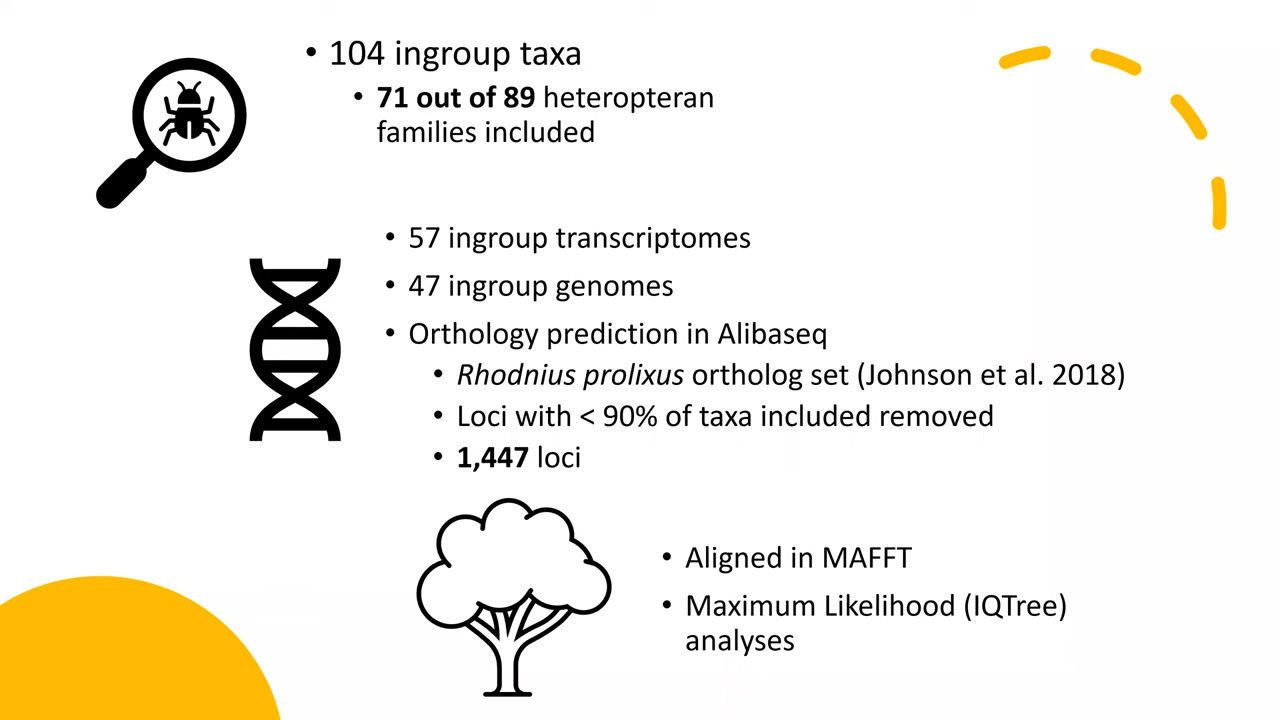 • 104 ingroup taxa
• 71 out of 89 heteropteran
families included
• 57 ingroup transcriptomes
• 47 ingroup genomes
• Orthology prediction in Alibaseq
• Rhodnius prolixus ortholog set (Johnson et al. 2018)
• Loci with < 90% of taxa included removed
• 1,447 loci
• Aligned in MAFFT
• Maximum Likelihood (IQTree)
analyses